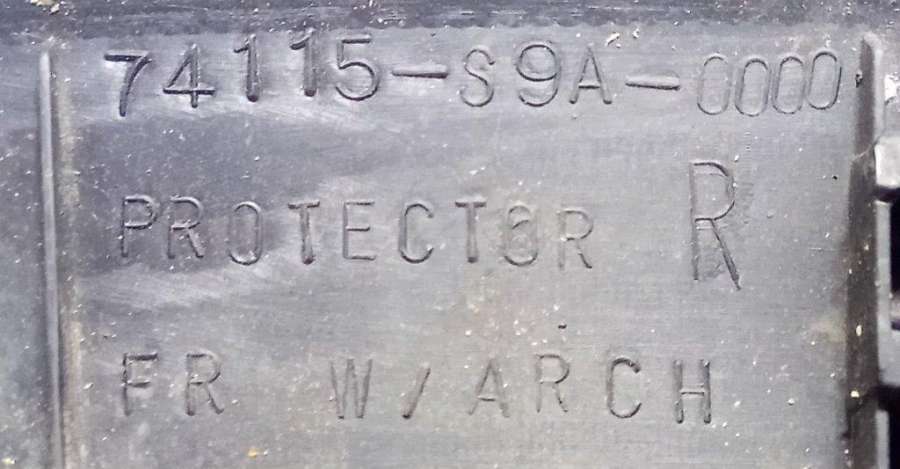 74115-S9A-0000
PROTECTOR R
FR W/ARCH